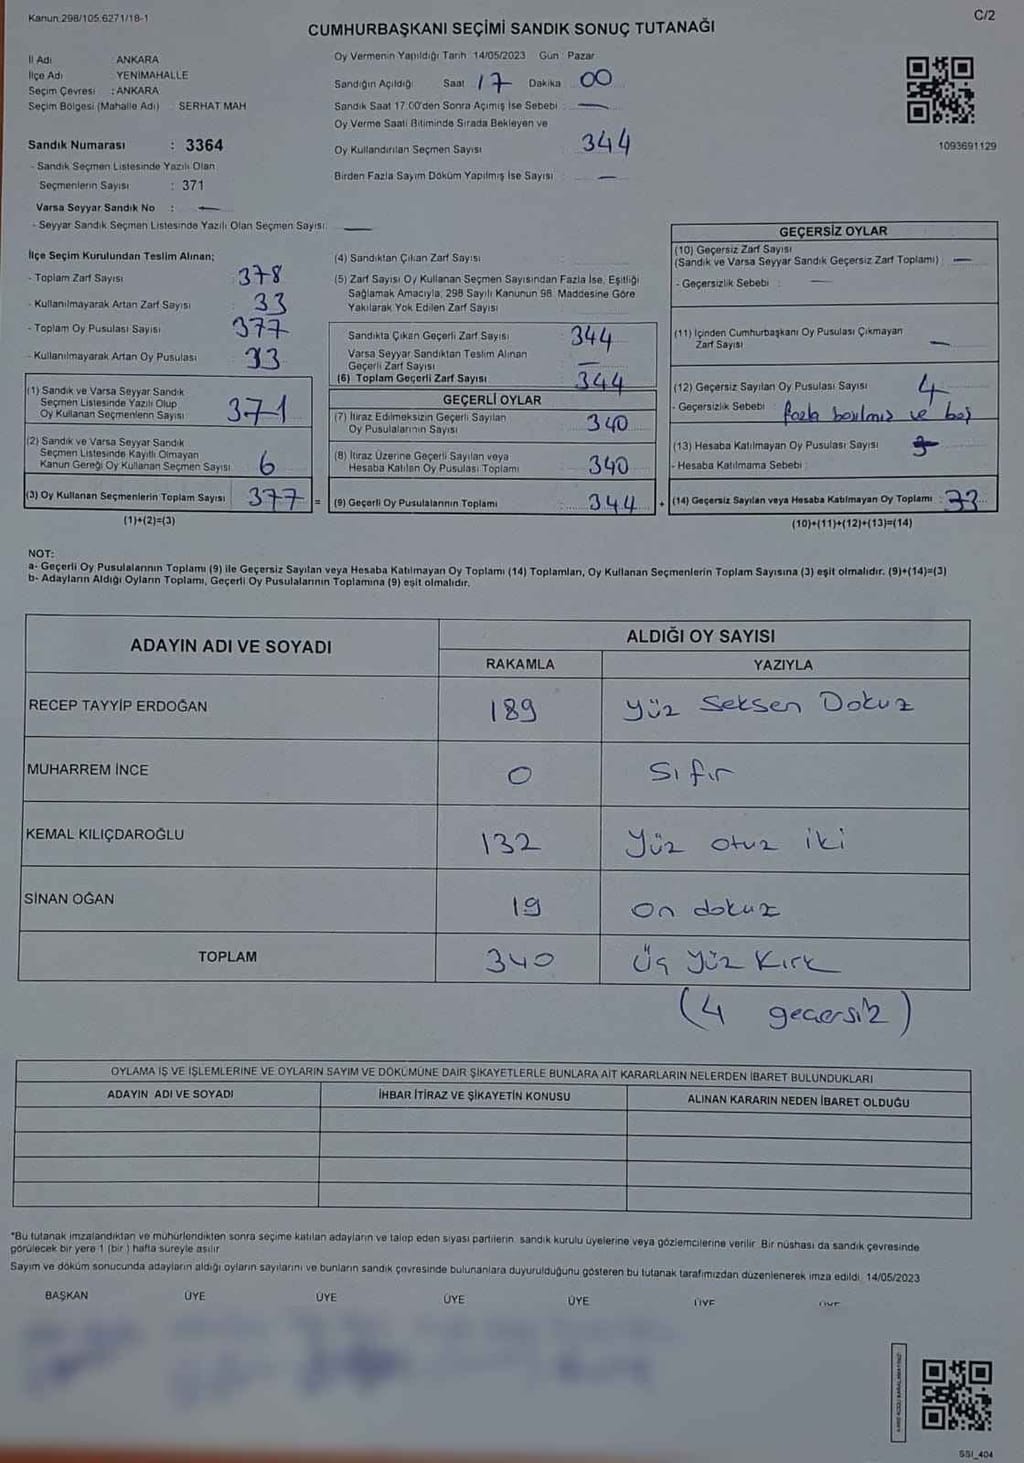 Kanun 298/105 6271/18-1
C/2
CUMHURBAŞKANI SEÇİMİ SANDIK SONUÇ TUTANAĞI
İl Adı ANKARA
İlçe Adı YENİMAHALLE
Seçim Çevresi : ANKARA
Seçim Bölgesi (Mahalle Adı) SERHAT MAH
Sandık Numarası : 3364
- Sandık Seçmen Listesinde Yazılı Olan
Seçmenlerin Sayısı : 371
Varsa Seyyar Sandık No : —
- Seyyar Sandık Seçmen Listesinde Yazılı Olan Seçmen Sayısı: —
Oy Vermenin Yapıldığı Tarih 14/05/2023 Gün Pazar
Sandığın Açıldığı Saat 17 Dakika 00
Sandık Saat 17.00'den Sonra Açımış İse Sebebi : —
Oy Verme Saati Bitiminde Sırada Bekleyen ve
Oy Kullandırılan Seçmen Sayısı 344
Birden Fazla Sayım Döküm Yapılmış İse Sayısı : —
1093691129
İlçe Seçim Kurulundan Teslim Alınan;
- Toplam Zarf Sayısı 378
- Kullanılmayarak Artan Zarf Sayısı 33
- Toplam Oy Pusulası Sayısı 377
- Kullanılmayarak Artan Oy Pusulası 33
(1) Sandık ve Varsa Seyyar Sandık
Seçmen Listesinde Yazılı Olup
Oy Kullanan Seçmenlerin Sayısı 371
(2) Sandık ve Varsa Seyyar Sandık
Seçmen Listesinde Kayıtlı Olmayan
Kanun Gereği Oy Kullanan Seçmen Sayısı 6
(3) Oy Kullanan Seçmenlerin Toplam Sayısı 377 =
(1)+(2)=(3)
(4) Sandıktan Çıkan Zarf Sayısı
(5) Zarf Sayısı Oy Kullanan Seçmen Sayısından Fazla İse, Eşitliği
Sağlamak Amacıyla, 298 Sayılı Kanunun 98. Maddesine Göre
Yakılarak Yok Edilen Zarf Sayısı
Sandıkta Çıkan Geçerli Zarf Sayısı 344
Varsa Seyyar Sandıktan Teslim Alınan
Geçerli Zarf Sayısı —
(6) Toplam Geçerli Zarf Sayısı 344
GEÇERLİ OYLAR
(7) İtiraz Edilmeksizin Geçerli Sayılan
Oy Pusulalarının Sayısı 340
(8) İtiraz Üzerine Geçerli Sayılan veya
Hesaba Katılan Oy Pusulası Toplamı 340
(9) Geçerli Oy Pusulalarının Toplamı 344 +
GEÇERSİZ OYLAR
(10) Geçersiz Zarf Sayısı
(Sandık ve Varsa Seyyar Sandık Geçersiz Zarf Toplamı) : —
- Geçersizlik Sebebi : —
(11) İçinden Cumhurbaşkanı Oy Pusulası Çıkmayan
Zarf Sayısı —
(12) Geçersiz Sayılan Oy Pusulası Sayısı 4
- Geçersizlik Sebebi fazla basılmış ve boş
(13) Hesaba Katılmayan Oy Pusulası Sayısı
- Hesaba Katılmama Sebebi
(14) Geçersiz Sayılan veya Hesaba Katılmayan Oy Toplamı : 33
(10)+(11)+(12)+(13)=(14)
NOT:
a- Geçerli Oy Pusulalarının Toplamı (9) ile Geçersiz Sayılan veya Hesaba Katılmayan Oy Toplamı (14) Toplamları, Oy Kullanan Seçmenlerin Toplam Sayısına (3) eşit olmalıdır. (9)+(14)=(3)
b- Adayların Aldığı Oyların Toplamı, Geçerli Oy Pusulalarının Toplamına (9) eşit olmalıdır.
ADAYIN ADI VE SOYADI
ALDIĞI OY SAYISI
RAKAMLA YAZIYLA
RECEP TAYYİP ERDOĞAN 189 Yüz Seksen Dokuz
MUHARREM İNCE 0 Sıfır
KEMAL KILIÇDAROĞLU 132 Yüz otuz iki
SİNAN OĞAN 19 on dokuz
TOPLAM 340 Üç Yüz Kırk
(4 geçersiz)
OYLAMA İŞ VE İŞLEMLERİNE VE OYLARIN SAYIM VE DÖKÜMÜNE DAİR ŞİKAYETLERLE BUNLARA AİT KARARLARIN NELERDEN İBARET BULUNDUKLARI
ADAYIN ADI VE SOYADI İHBAR İTİRAZ VE ŞİKAYETİN KONUSU ALINAN KARARIN NEDEN İBARET OLDUĞU
*Bu tutanak imzalandıktan ve mühürlendikten sonra seçime katılan adayların ve talep eden siyasi partilerin, sandık kurulu üyelerine veya gözlemcilerine verilir. Bir nüshası da sandık çevresinde
görülecek bir yere 1 (bir ) hafta süreyle asılır
Sayım ve döküm sonucunda adayların aldığı oyların sayılarını ve bunların sandık çevresinde bulunanlara duyurulduğunu gösteren bu tutanak tarafımızdan düzenlenerek imza edildi. 14/05/2023
BAŞKAN ÜYE ÜYE ÜYE ÜYE ÜYE ÜYE
SSI_404